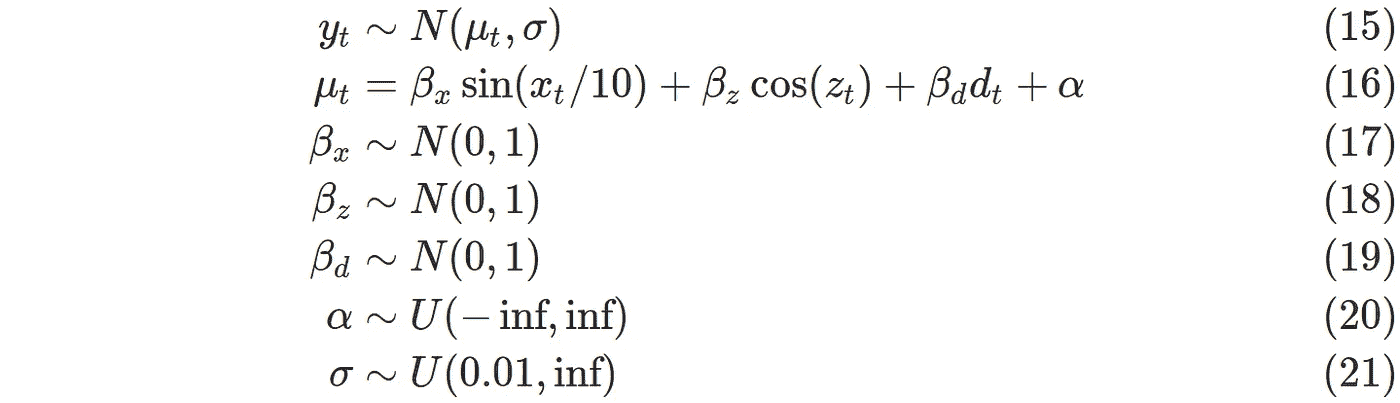 y_t ∼ N(μ_t, σ) (15)
μ_t = β_x sin(x_t/10) + β_z cos(z_t) + β_d d_t + α (16)
β_x ∼ N(0, 1) (17)
β_z ∼ N(0, 1) (18)
β_d ∼ N(0, 1) (19)
α ∼ U(− inf, inf) (20)
σ ∼ U(0.01, inf) (21)